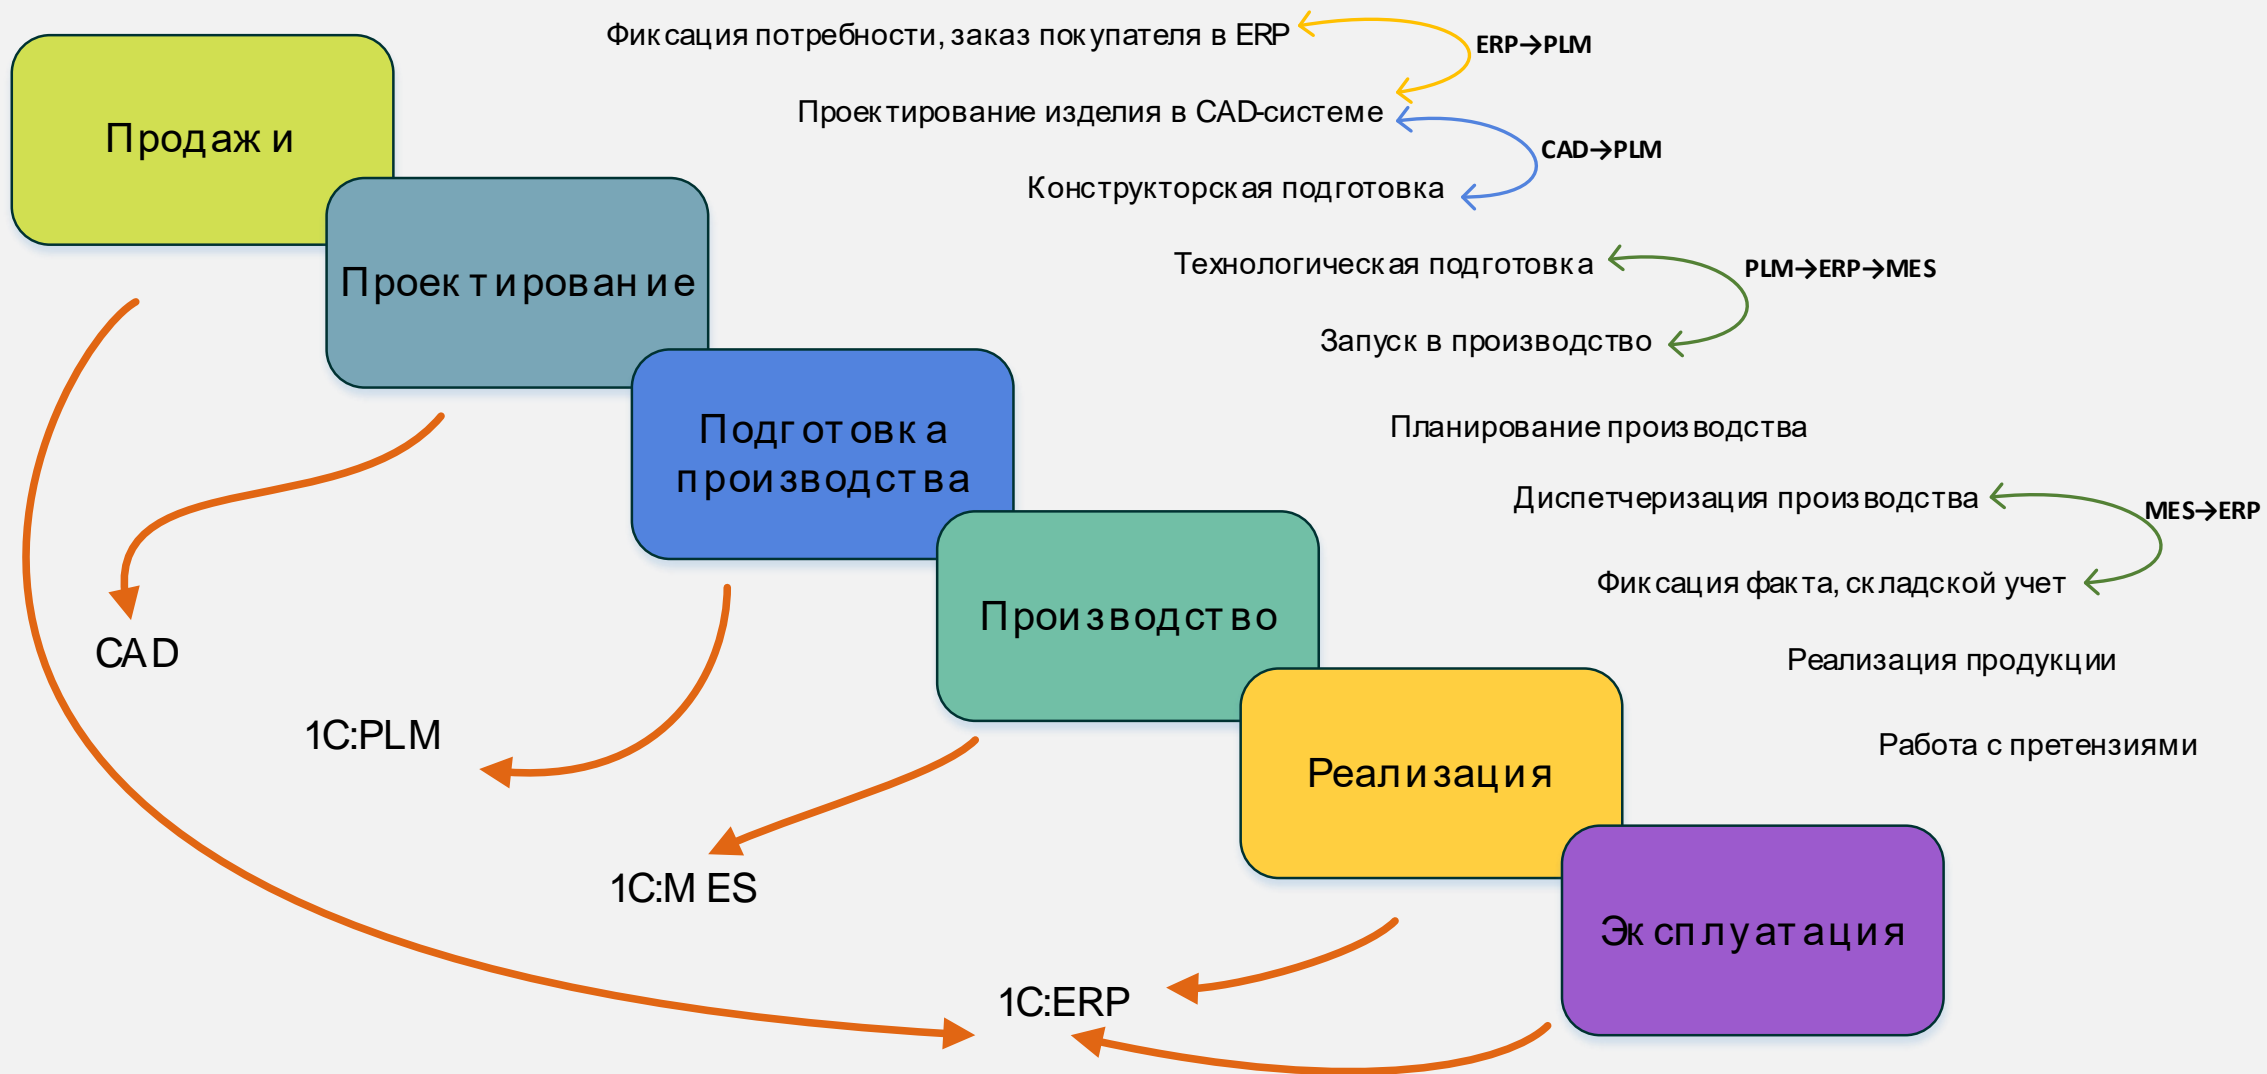 Фиксация потребности, заказ покупателя в ERP
ERP→PLM
Проектирование изделия в CAD-системе
CAD→PLM
Конструкторская подготовка
Технологическая подготовка
PLM→ERP→MES
Запуск в производство
Планирование производства
Диспетчеризация производства
MES→ERP
Фиксация факта, складской учет
Реализация продукции
Работа с претензиями
Продажи
Проектирование
Подготовка
производства
Производство
Реализация
Эксплуатация
CAD
1С:PLM
1С:MES
1С:ERP